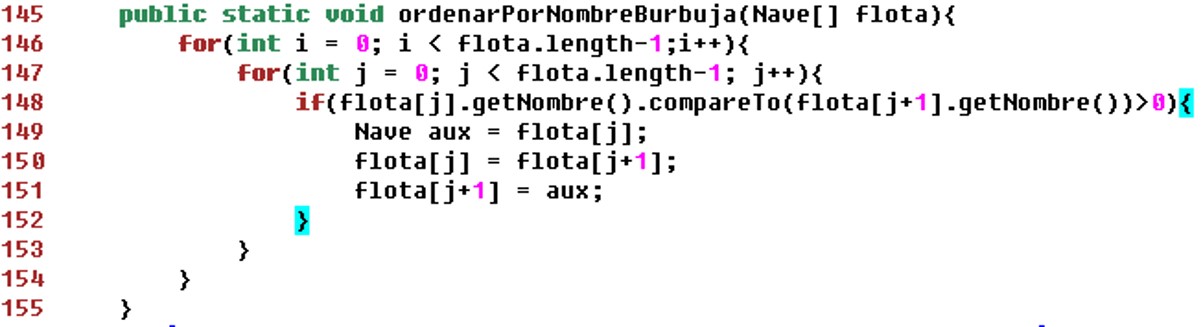 145     public static void ordenarPorNombreBurbuja(Nave[] flota){
146         for(int i = 0; i < flota.length-1;i++){
147             for(int j = 0; j < flota.length-1; j++){
148                 if(flota[j].getNombre().compareTo(flota[j+1].getNombre())>0){
149                     Nave aux = flota[j];
150                     flota[j] = flota[j+1];
151                     flota[j+1] = aux;
152                 }
153             }
154         }
155     }